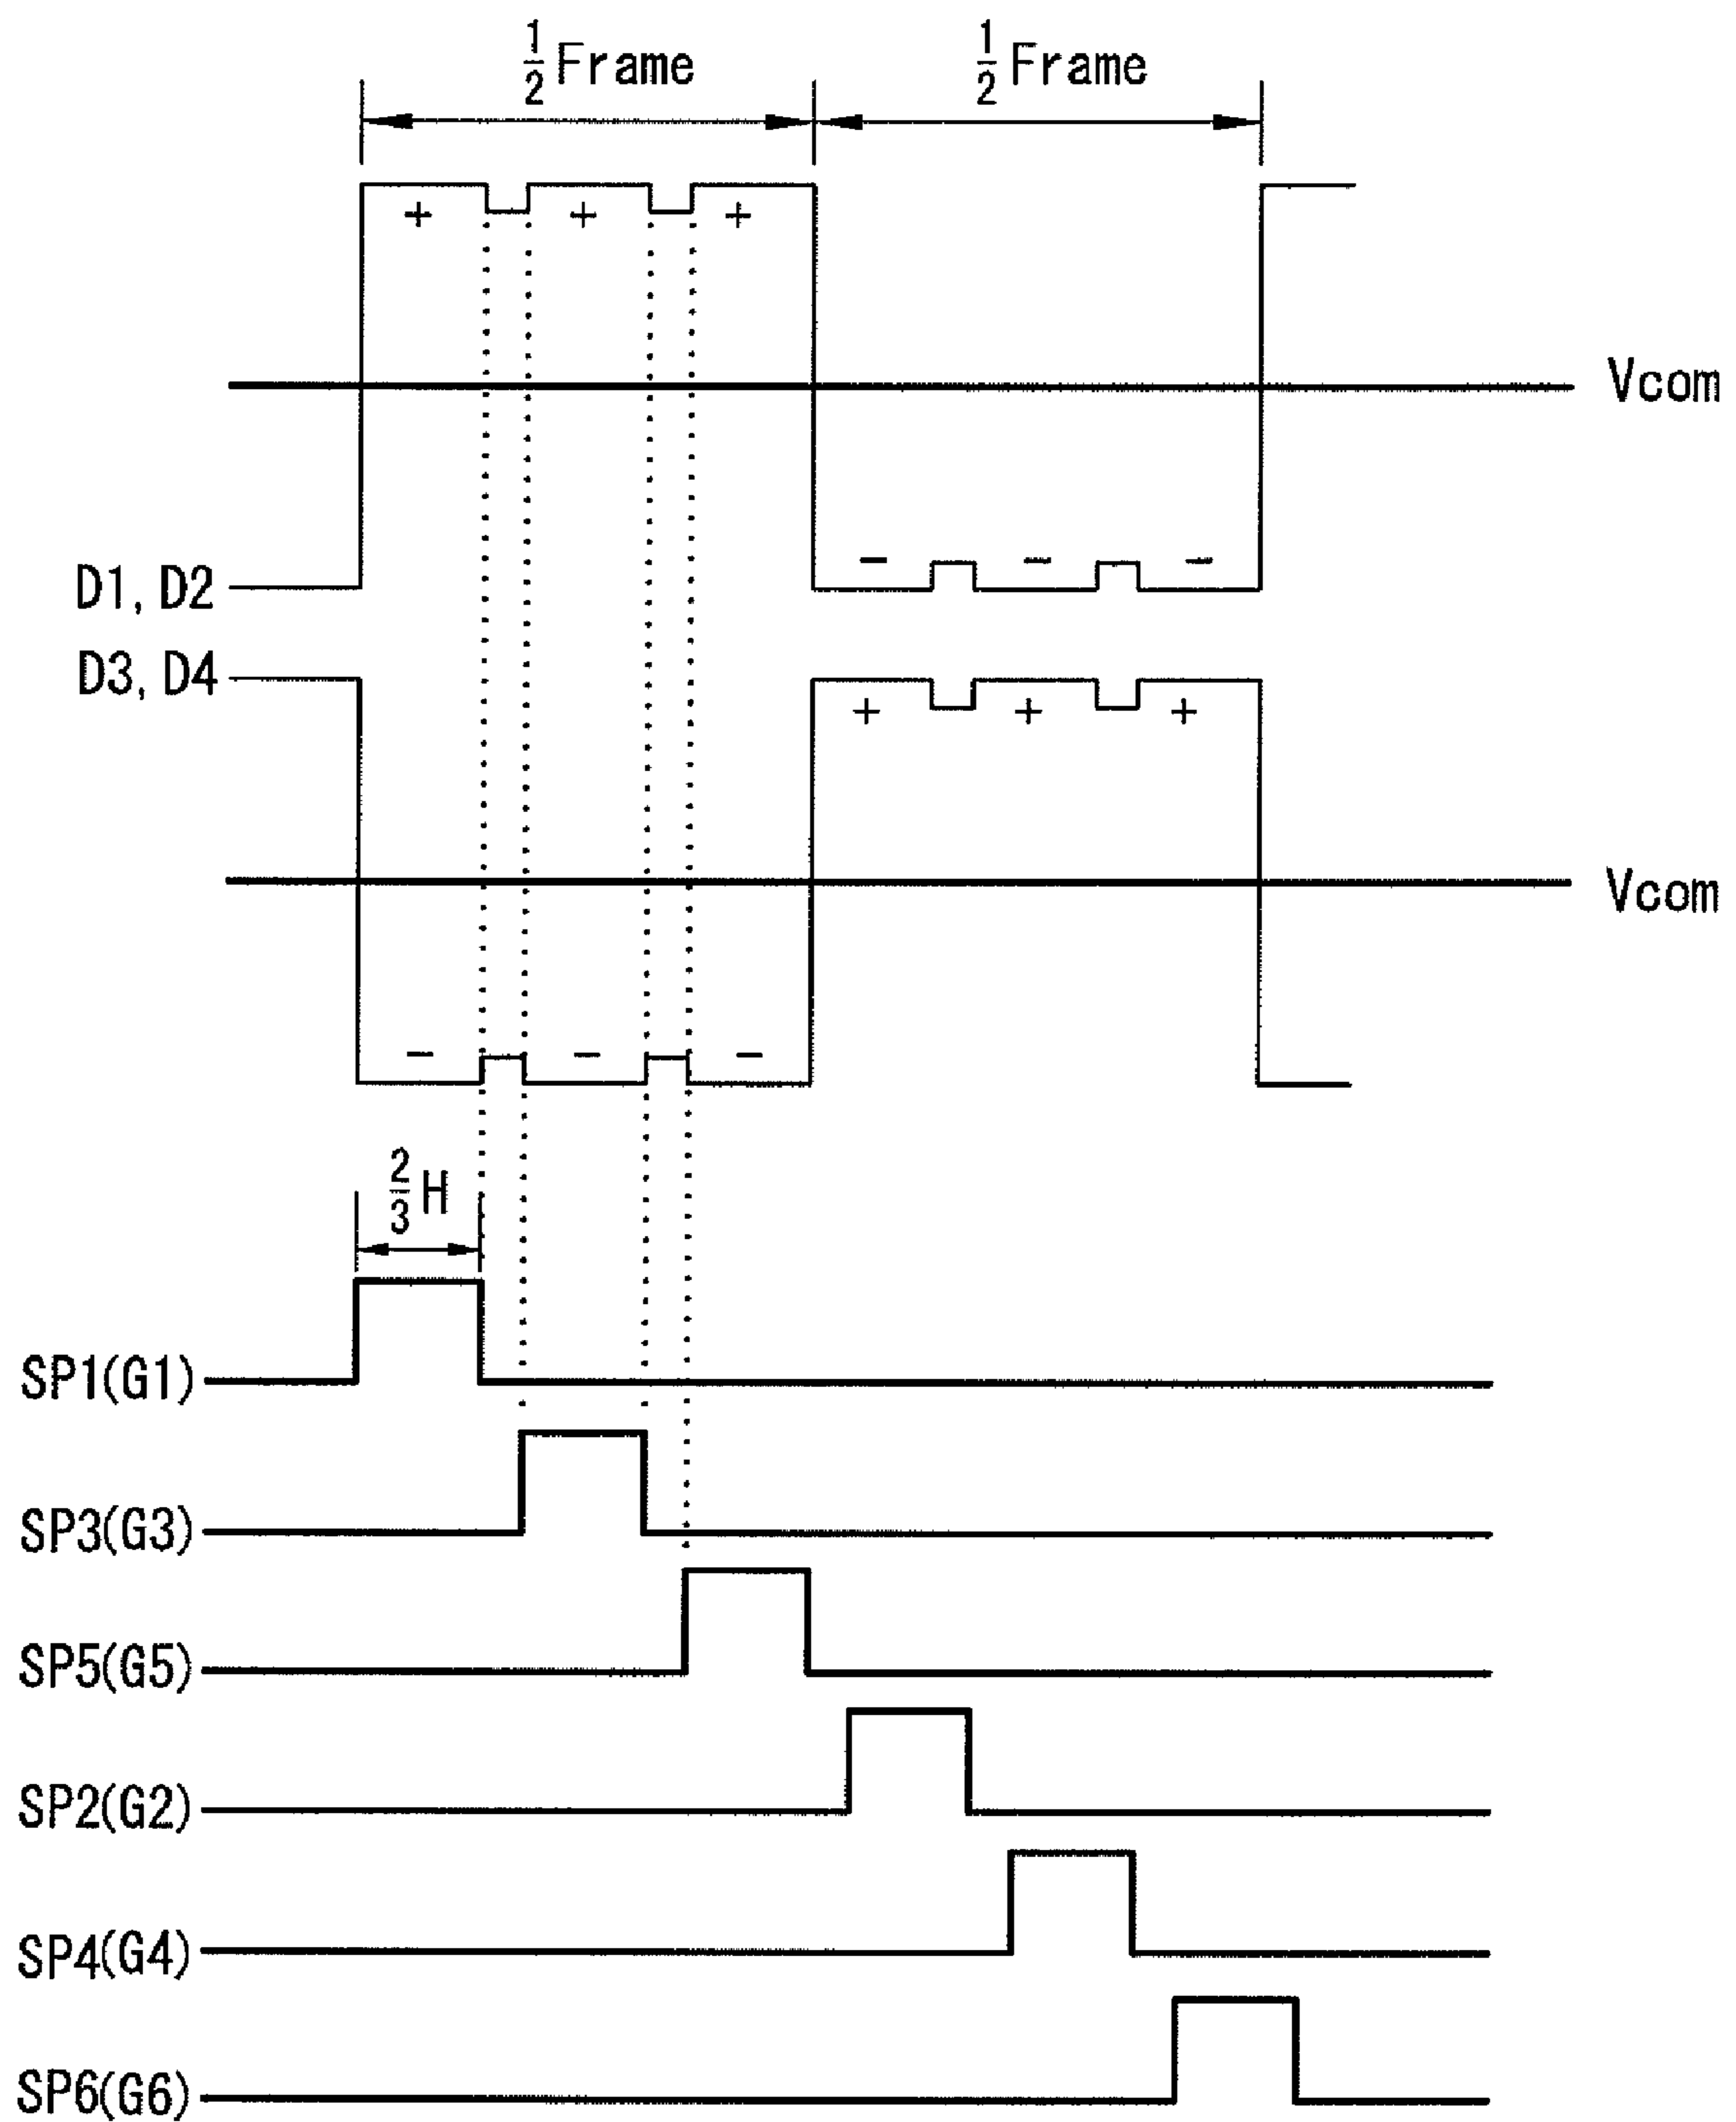 1/2 Frame 1/2 Frame
+ + +
Vcom
- - -
D1, D2
D3, D4
+ + +
Vcom
- - -
2/3 H
SP1(G1)
SP3(G3)
SP5(G5)
SP2(G2)
SP4(G4)
SP6(G6)